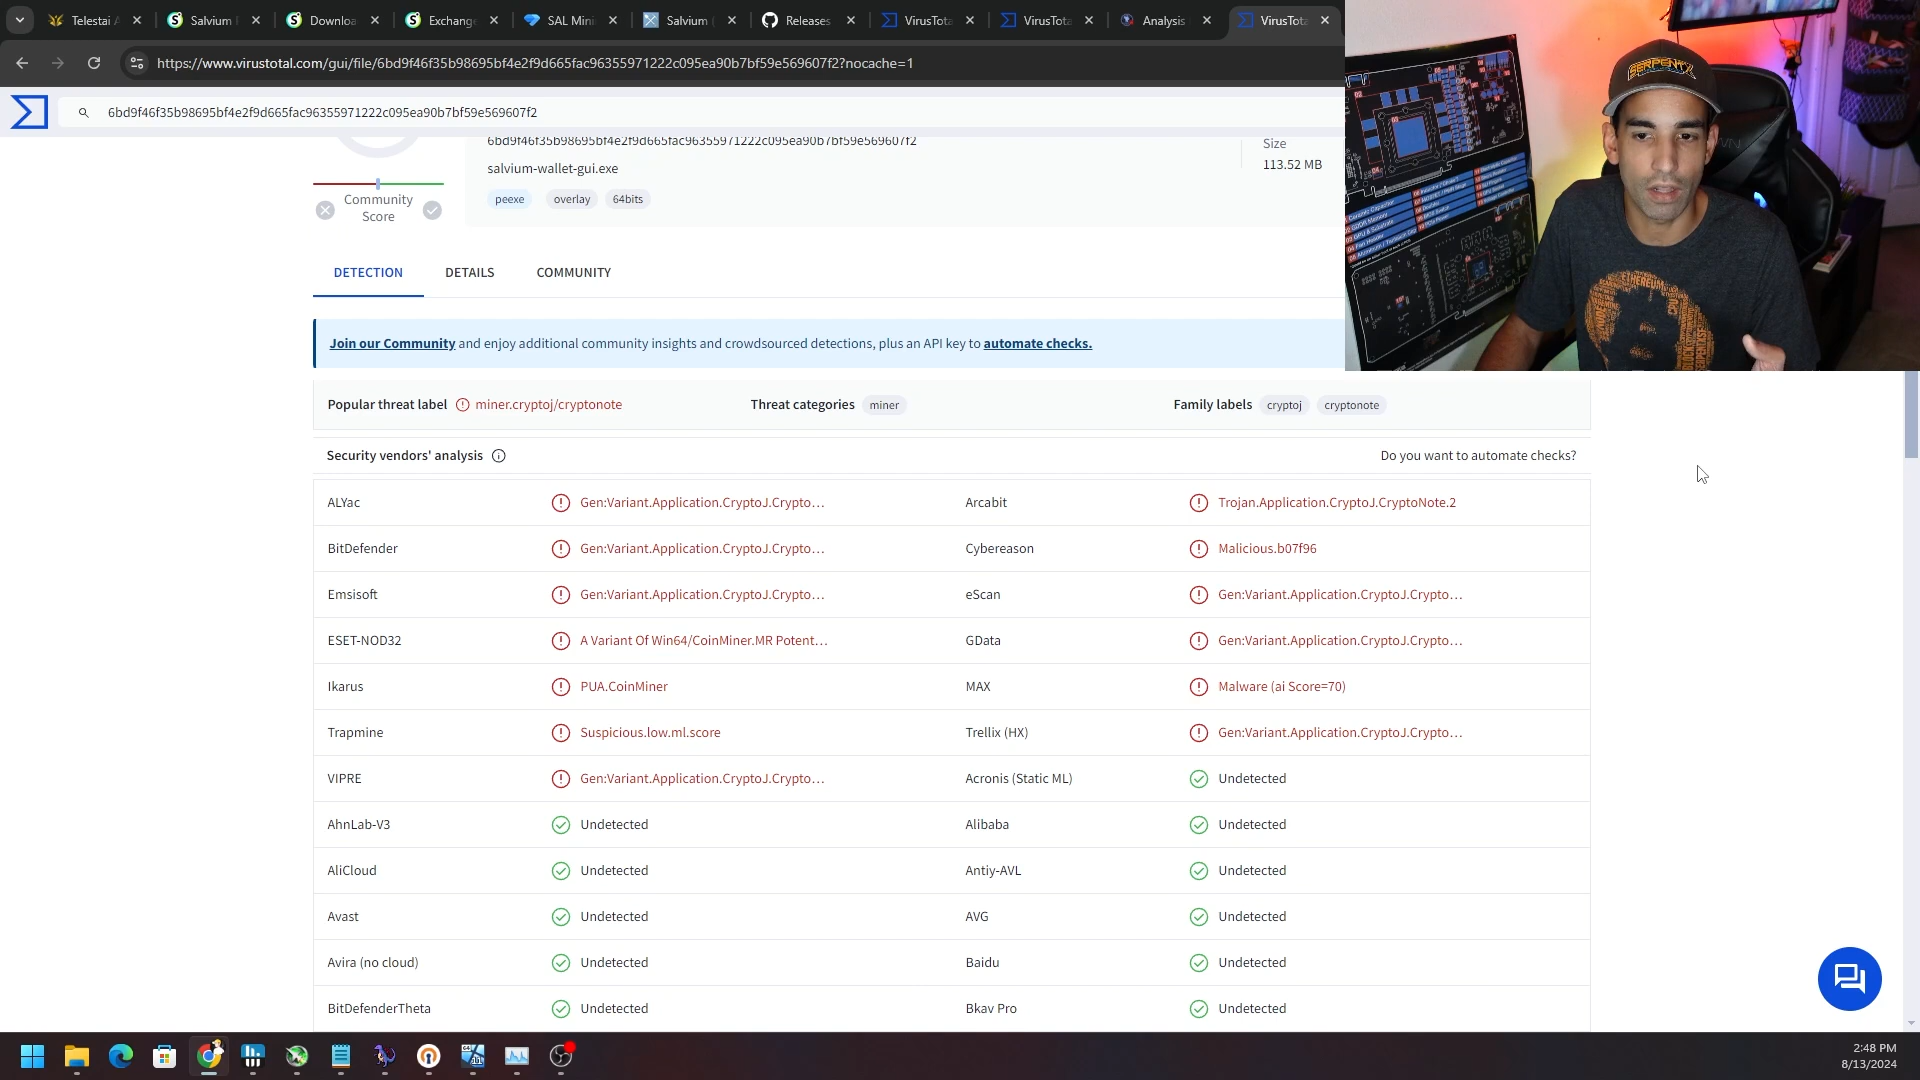 Telestai A
Salvium
Downloa
Exchange
SAL Mini
Salvium (
Releases
VirusTota
VirusTota
Analysis
VirusTota
https://www.virustotal.com/gui/file/6bd9f46f35b98695bf4e2f9d665fac96355971222c095ea90b7bf59e569607f2?nocache=1
6bd9f46f35b98695bf4e2f9d665fac96355971222c095ea90b7bf59e569607f2
6bd9f46f35b98695bf4e2f9d665fac96355971222c095ea90b7bf59e569607f2
salvium-wallet-gui.exe
peexe overlay 64bits
Size
113.52 MB
Community
Score
SERPENTX
DETECTION DETAILS COMMUNITY
Join our Community and enjoy additional community insights and crowdsourced detections, plus an API key to automate checks.
Popular threat label miner.cryptoj/cryptonote Threat categories miner Family labels cryptoj cryptonote
Security vendors' analysis Do you want to automate checks?
ALYac Gen:Variant.Application.CryptoJ.Crypto... Arcabit Trojan.Application.CryptoJ.CryptoNote.2
BitDefender Gen:Variant.Application.CryptoJ.Crypto... Cybereason Malicious.b07f96
Emsisoft Gen:Variant.Application.CryptoJ.Crypto... eScan Gen:Variant.Application.CryptoJ.Crypto...
ESET-NOD32 A Variant Of Win64/CoinMiner.MR Potent... GData Gen:Variant.Application.CryptoJ.Crypto...
Ikarus PUA.CoinMiner MAX Malware (ai Score=70)
Trapmine Suspicious.low.ml.score Trellix (HX) Gen:Variant.Application.CryptoJ.Crypto...
VIPRE Gen:Variant.Application.CryptoJ.Crypto... Acronis (Static ML) Undetected
AhnLab-V3 Undetected Alibaba Undetected
AliCloud Undetected Antiy-AVL Undetected
Avast Undetected AVG Undetected
Avira (no cloud) Undetected Baidu Undetected
BitDefenderTheta Undetected Bkav Pro Undetected
2:48 PM
8/13/2024